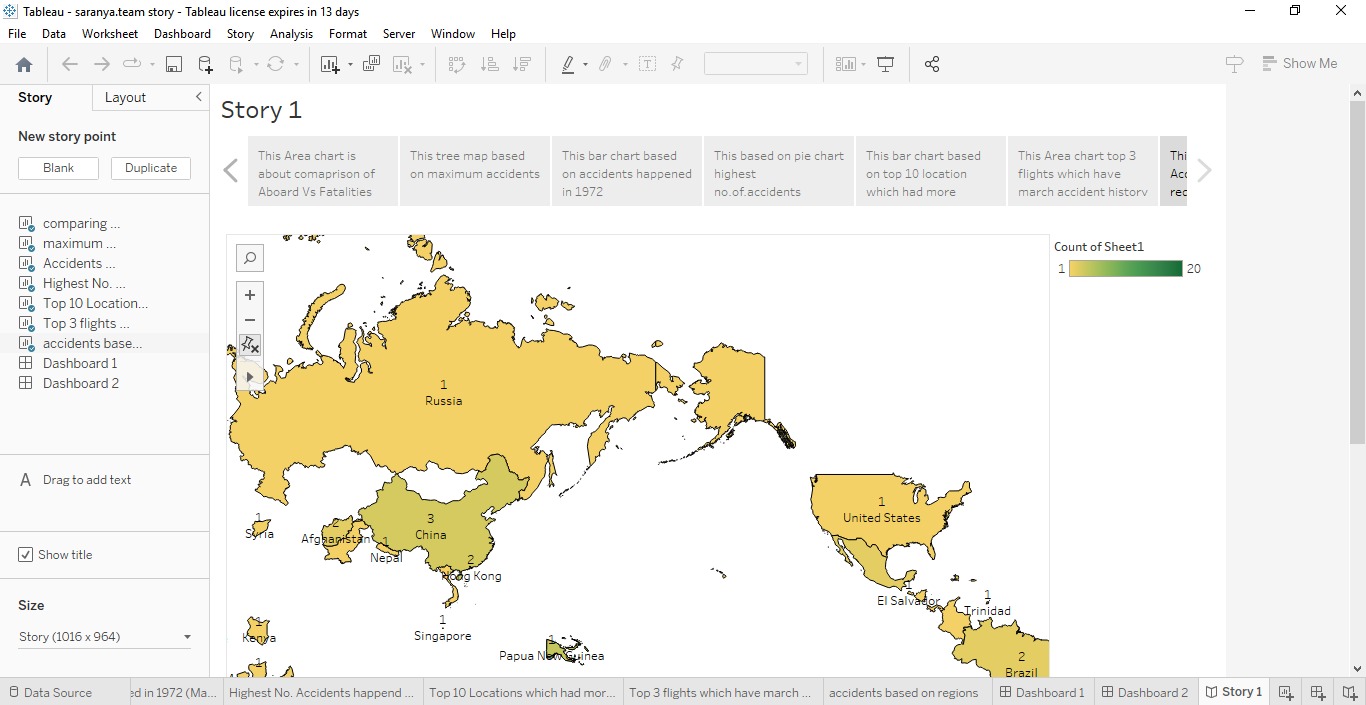 Tableau - saranya.team story - Tableau license expires in 13 days
File Data Worksheet Dashboard Story Analysis Format Server Window Help
Show Me
Story Layout
New story point
Blank Duplicate
comparing ...
maximum ...
Accidents ...
Highest No. ...
Top 10 Location...
Top 3 flights ...
accidents base...
Dashboard 1
Dashboard 2
A Drag to add text
Show title
Size
Story (1016 x 964)
Story 1
This Area chart is
about comaprison of
Aboard Vs Fatalities
This tree map based
on maximum accidents
This bar chart based
on accidents happened
in 1972
This based on pie chart
highest
no.of.accidents
This bar chart based
on top 10 location
which had more
This Area chart top 3
flights which have
march accident history
Thi
Acc
rec
Count of Sheet1
1 20
1
Russia
1
United States
3
China
1
Syria
2
Afghanistan
1
Nepal
2
Hong Kong
1
El Salvador
1
Trinidad
1
Kenya
1
Singapore
1
Papua New Guinea
2
Brazil
1
Data Source
ed in 1972 (Ma...
Highest No. Accidents happend ...
Top 10 Locations which had mor...
Top 3 flights which have march ...
accidents based on regions
Dashboard 1
Dashboard 2
Story 1